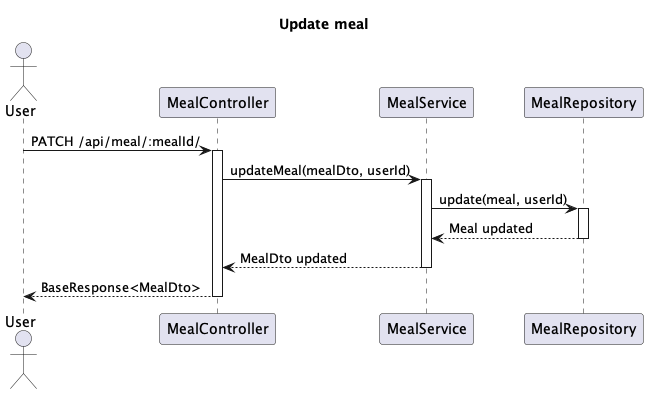 Update meal
User
MealController
MealService
MealRepository
PATCH /api/meal/:mealId/
updateMeal(mealDto, userId)
update(meal, userId)
Meal updated
MealDto updated
BaseResponse<MealDto>
User
MealController
MealService
MealRepository